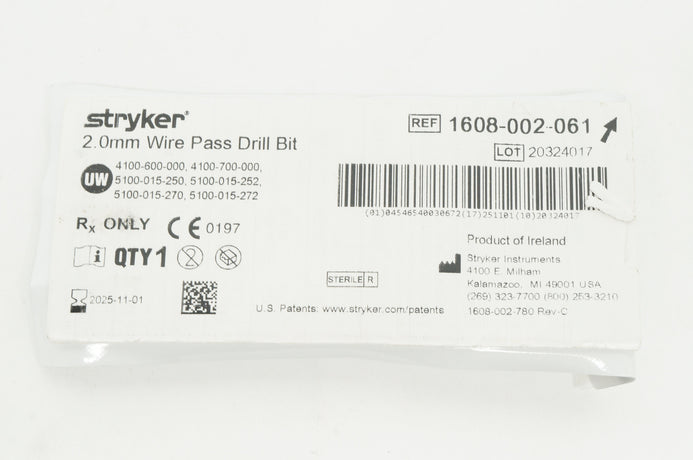 stryker®
2.0mm Wire Pass Drill Bit
REF 1608-002-061
LOT 20324017
UW
4100-600-000, 4100-700-000,
5100-015-250, 5100-015-252,
5100-015-270, 5100-015-272
(01)04546540030672(17)251101(10)20324017
Rx ONLY CE 0197
i QTY 1 2
Product of Ireland
Stryker Instruments
4100 E. Milham
Kalamazoo, MI 49001 USA
(269) 323-7700 (800) 253-3210
STERILE R
2025-11-01
U.S. Patents: www.stryker.com/patents
1608-002-780 Rev-C